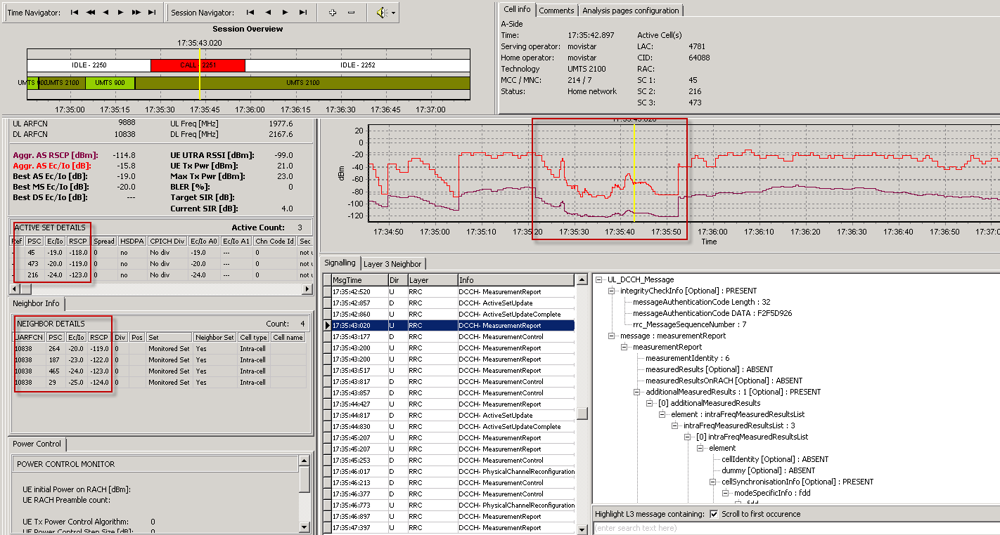 Time Navigator:
Session Navigator:
Session Overview
17:35:43.020
IDLE - 2250
IDLE - 2252
UMTS 2100
UMTS 900
UMTS 2100
17:35:00 17:35:15 17:35:30 17:35:45 17:36:00 17:36:15 17:36:30 17:36:45 17:37:00
Cell info Comments Analysis pages configuration
A-Side
Time: 17:35:42.897 Active Cell(s)
Serving operator: movistar LAC: 4781
Home operator: movistar CID: 64088
Technology UMTS 2100 RAC:
MCC / MNC: 214 / 7 SC 1: 45
Status: Home network SC 2: 216
SC 3: 473
UL ARFCN 9888 UL Freq [MHz] 1977.6
DL ARFCN 10838 DL Freq [MHz] 2167.6
Aggr. AS RSCP [dBm]: -114.8 UE UTRA RSSI [dBm]: -99.0
Aggr. AS Ec/Io [dB]: -15.8 UE Tx Pwr [dBm]: 21.0
Best AS Ec/Io [dB]: -19.0 Max Tx Pwr [dBm]: 23.0
Best MS Ec/Io [dB]: -20.0 BLER [%]: 0
Best DS Ec/Io [dB]: --- Target SIR [dB]:
Current SIR [dB]: 4.0
ACTIVE SET DETAILS Active Count: 3
Ref PSC Ec/Io RSCP Spread HSDPA CPICH Div Ec/Io A0 Ec/Io A1 Chn Code Id Sec
- 45 -19.0 -118.0 0 no No div -19.0 --- 0 not u
- 473 -20.0 -119.0 0 no No div -20.0 --- 0 not u
- 216 -24.0 -123.0 0 no No div -24.0 --- 0 not u
Neighbor Info
NEIGHBOR DETAILS Count: 4
UARFCN PSC Ec/Io RSCP Div Pos Set Neighbor Set Cell type Cell name
10838 264 -20.0 -119.0 0 Monitored Set Yes Intra-cell
10838 187 -23.0 -122.0 0 Monitored Set Yes Intra-cell
10838 465 -24.0 -123.0 0 Monitored Set Yes Intra-cell
10838 29 -25.0 -124.0 0 Monitored Set Yes Intra-cell
Power Control
POWER CONTROL MONITOR
UE initial Power on RACH [dBm]:
UE RACH Preamble count:
UE Tx Power Control Algorithm: 0
UE Power Control Step Size [dB]: 0
17:35:43.020
20
0
-20
-40
-60
-80
-100
-120
dBm
17:34:50 17:35:00 17:35:10 17:35:20 17:35:30 17:35:40 17:35:50 17:36:00 17:36:10 17:36:20 17:36:30 17:36:40 17:36:50 17:37:0
Time
Signalling Layer 3 Neighbor
MsgTime Dir Layer Info
17:35:42:520 U RRC DCCH- MeasurementReport
17:35:42:857 D RRC DCCH- ActiveSetUpdate
17:35:42:860 U RRC DCCH- ActiveSetUpdateComplete
17:35:43:020 U RRC DCCH- MeasurementReport
17:35:43:177 D RRC DCCH- MeasurementControl
17:35:43:200 U RRC DCCH- MeasurementReport
17:35:43:200 U RRC DCCH- MeasurementReport
17:35:43:517 U RRC DCCH- MeasurementReport
17:35:43:817 D RRC DCCH- MeasurementControl
17:35:43:857 D RRC DCCH- MeasurementControl
17:35:44:427 U RRC DCCH- MeasurementReport
17:35:44:817 D RRC DCCH- ActiveSetUpdate
17:35:44:830 U RRC DCCH- ActiveSetUpdateComplete
17:35:45:207 U RRC DCCH- MeasurementReport
17:35:45:207 U RRC DCCH- MeasurementReport
17:35:45:253 D RRC DCCH- MeasurementControl
17:35:46:017 D RRC DCCH- PhysicalChannelReconfiguration
17:35:46:213 D RRC DCCH- MeasurementControl
17:35:46:377 D RRC DCCH- MeasurementControl
17:35:46:773 U RRC DCCH- PhysicalChannelReconfiguration
17:35:46:897 U RRC DCCH- MeasurementReport
17:35:47:397 U RRC DCCH- MeasurementReport
UL_DCCH_Message
integrityCheckInfo [Optional] : PRESENT
messageAuthenticationCode Length : 32
messageAuthenticationCode DATA : F2F5D926
rrc_MessageSequenceNumber : 7
message : measurementReport
measurementReport
measurementIdentity : 6
measuredResults [Optional] : ABSENT
measuredResultsOnRACH [Optional] : ABSENT
additionalMeasuredResults : 1 [Optional] : PRESENT
[0] additionalMeasuredResults
element : intraFreqMeasuredResultsList
intraFreqMeasuredResultsList : 3
[0] intraFreqMeasuredResultsList
element
cellIdentity [Optional] : ABSENT
dummy [Optional] : ABSENT
cellSynchronisationInfo [Optional] : PRESENT
modeSpecificInfo : fdd
fdd
Highlight L3 message containing: Scroll to first occurence
(enter search text here)